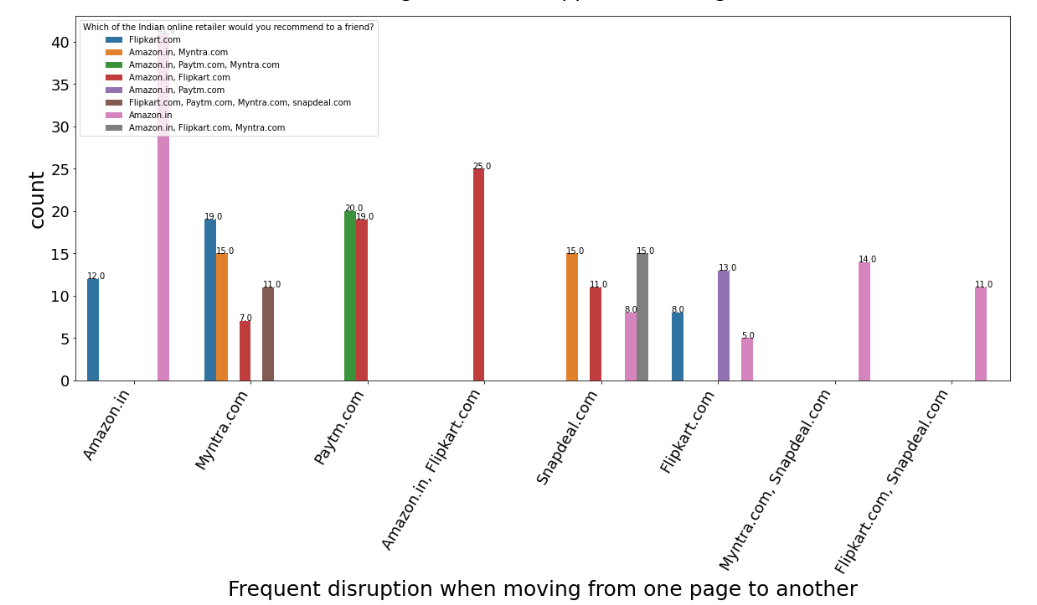 Which of the Indian online retailer would you recommend to a friend?
Flipkart.com
Amazon.in, Myntra.com
Amazon.in, Paytm.com, Myntra.com
Amazon.in, Flipkart.com
Amazon.in, Paytm.com
Flipkart.com, Paytm.com, Myntra.com, snapdeal.com
Amazon.in
Amazon.in, Flipkart.com, Myntra.com
count
40
35
30
25
20
15
10
5
0
12.0
19.0
15.0
7.0
11.0
20.0
19.0
25.0
15.0
11.0
8.0
15.0
8.0
13.0
5.0
14.0
11.0
Amazon.in
Myntra.com
Paytm.com
Amazon.in, Flipkart.com
Snapdeal.com
Flipkart.com
Myntra.com, Snapdeal.com
Flipkart.com, Snapdeal.com
Frequent disruption when moving from one page to another